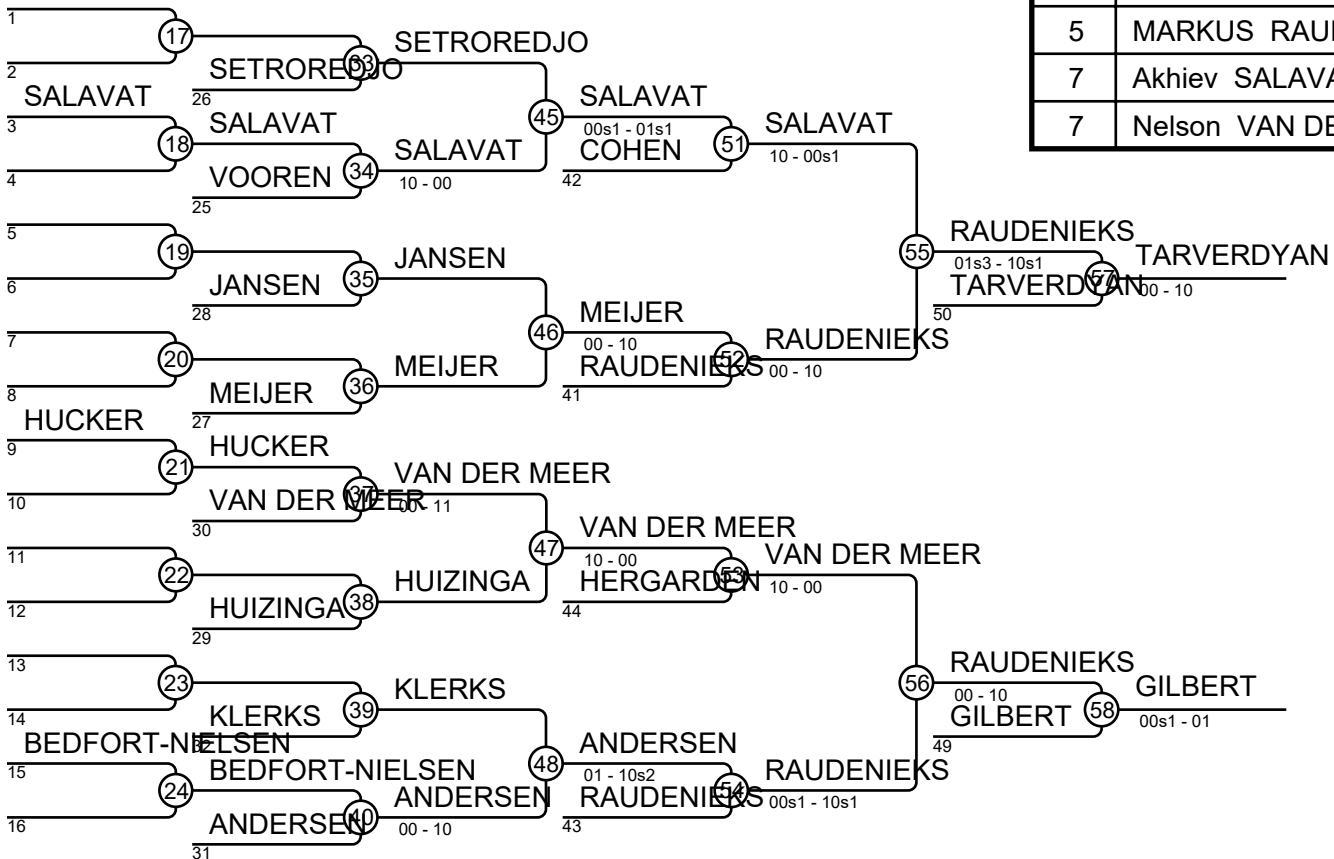 1
17
SETROREDJO
2
33
SETROREDJO
26
SALAVAT
SALAVAT
3
45
00s1 - 01s1
18
SALAVAT
SALAVAT
COHEN
51
SALAVAT
10 - 00s1
4
VOOREN
34
10 - 00
42
25
5
19
JANSEN
55
RAUDENIEKS
01s3 - 10s1
57
TARVERDYAN
00 - 10
6
JANSEN
35
TARVERDYAN
28
50
7
46
MEIJER
00 - 10
20
MEIJER
RAUDENIEKS
52
RAUDENIEKS
00 - 10
8
MEIJER
36
41
27
HUCKER
9
HUCKER
21
VAN DER MEER
00 - 11
10
VAN DER MEER
37
30
VAN DER MEER
11
47
10 - 00
VAN DER MEER
10 - 00
22
HUIZINGA
HERGARDEN
53
12
HUIZINGA
38
44
29
13
23
KLERKS
56
RAUDENIEKS
00 - 10
58
GILBERT
00s1 - 01
14
KLERKS
39
GILBERT
32
49
BEDFORT-NIELSEN
15
48
ANDERSEN
01 - 10s2
24
BEDFORT-NIELSEN
ANDERSEN
00 - 10
RAUDENIEKS
54
RAUDENIEKS
00s1 - 10s1
16
ANDERSEN
40
43
31
5
7 Akhiev
7 Nelson